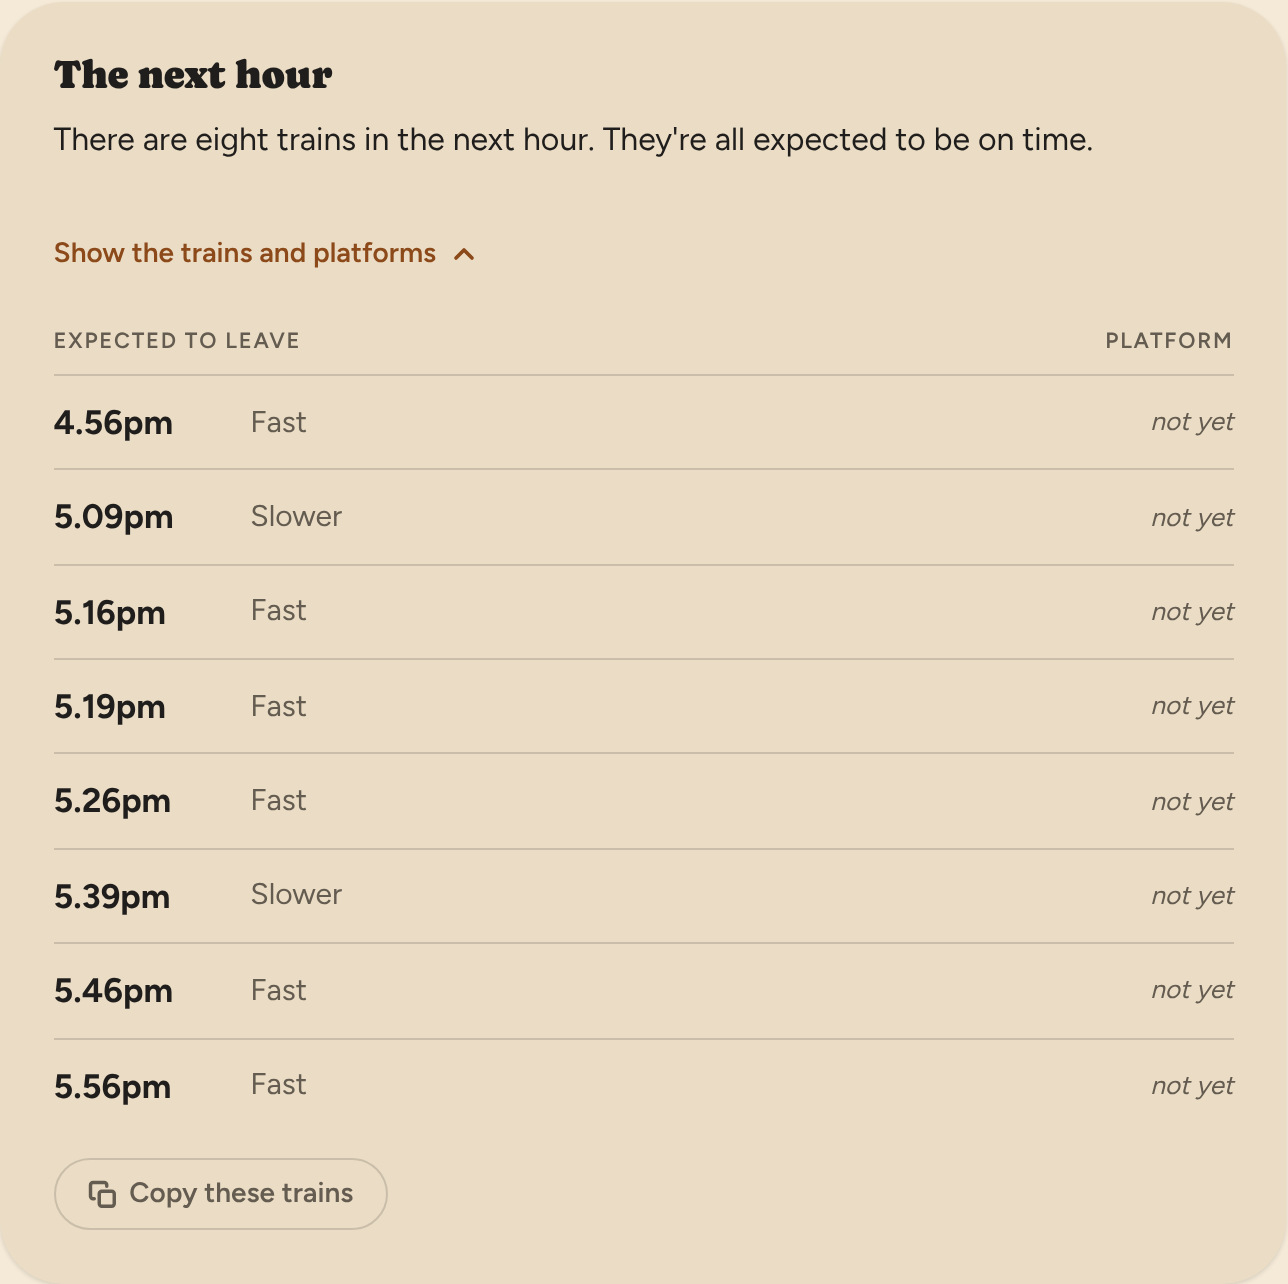 The next hour
There are eight trains in the next hour. They're all expected to be on time.
Show the trains and platforms
EXPECTED TO LEAVE PLATFORM
4.56pm Fast not yet
5.09pm Slower not yet
5.16pm Fast not yet
5.19pm Fast not yet
5.26pm Fast not yet
5.39pm Slower not yet
5.46pm Fast not yet
5.56pm Fast not yet
Copy these trains